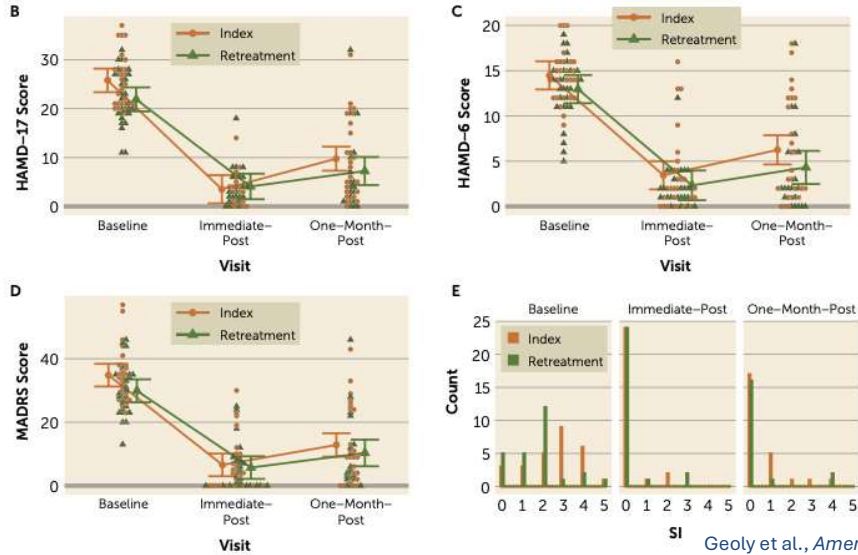 B
Index
Retreatment
HAMD–17 Score
30
20
10
0
Baseline
Immediate–
Post
One–Month–
Post
Visit
C
Index
Retreatment
HAMD–6 Score
20
15
10
5
0
Baseline
Immediate–
Post
One–Month–
Post
Visit
D
Index
Retreatment
MADRS Score
40
20
0
Baseline
Immediate–
Post
One–Month–
Post
Visit
E
Baseline
Immediate–Post
One–Month–Post
Index
Retreatment
Count
25
20
15
10
5
0
0 1 2 3 4 5 0 1 2 3 4 5 0 1 2 3 4 5
SI
Geoly et al., Amer